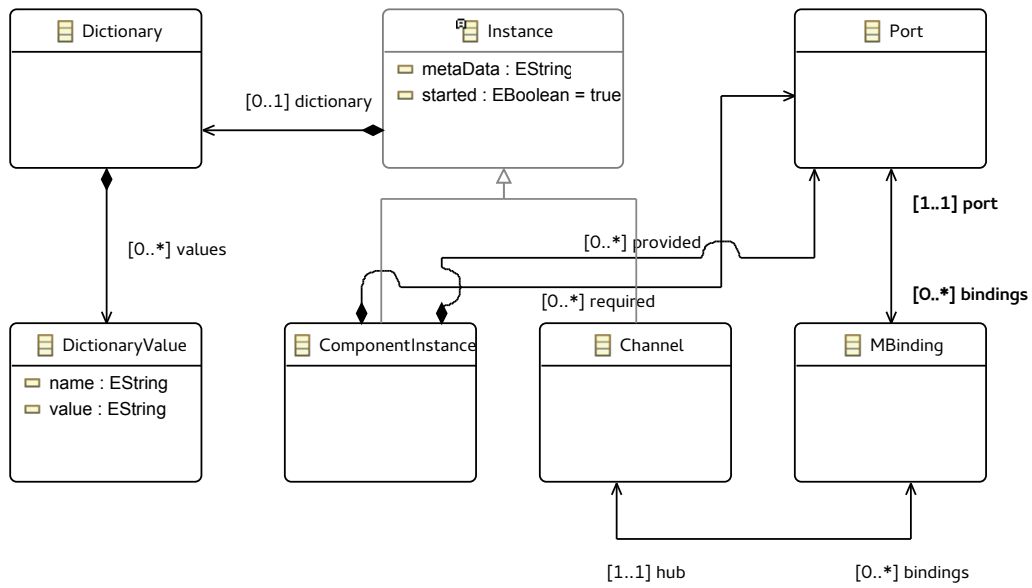 Dictionary
Instance
Port
metaData : EString
started : EBoolean = true
[0..1] dictionary
[1..1] port
[0..*] values
[0..*] provided
[0..*] required
[0..*] bindings
DictionaryValue
ComponentInstance
Channel
MBinding
name : EString
value : EString
[1..1] hub
[0..*] bindings